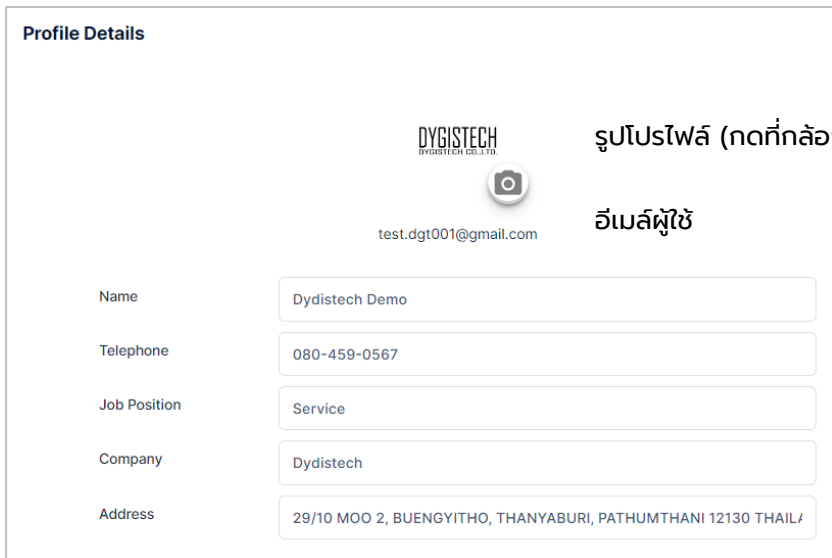 Profile Details
DYGISTECH
DYGISTECH CO.,LTD.
รูปโปรไฟล์ (กดที่กล้อ
อีเมล์ผู้ใช้
test.dgt001@gmail.com
Name
Dydistech Demo
Telephone
080-459-0567
Job Position
Service
Company
Dydistech
Address
29/10 MOO 2, BUENGYITHO, THANYABURI, PATHUMTHANI 12130 THAIL